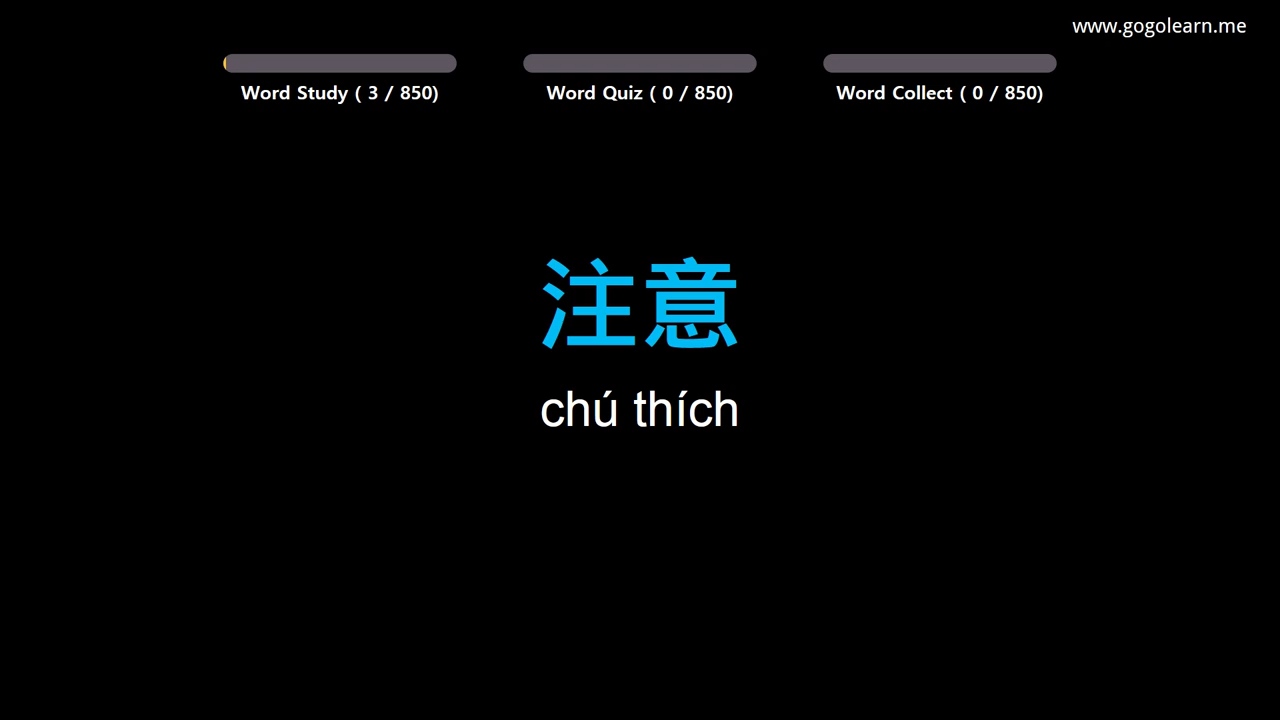 www.gogolearn.me
Word Study ( 3 / 850)
Word Quiz ( 0 / 850)
Word Collect ( 0 / 850)
注意
chú thích